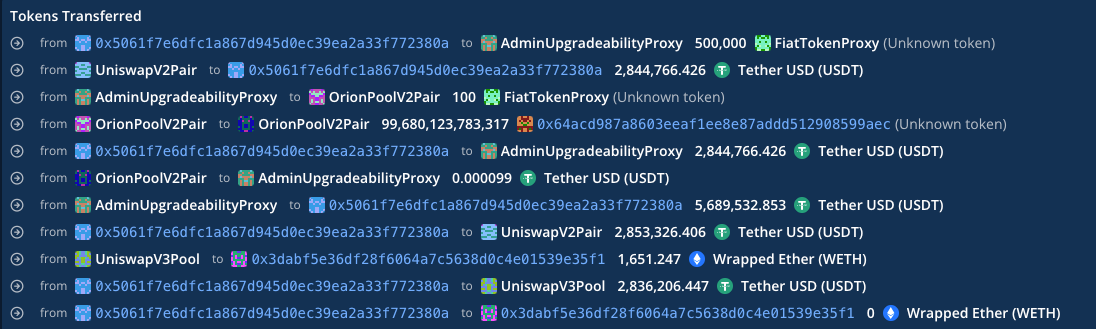 Tokens Transferred
from 0x5061f7e6dfc1a867d945d0ec39ea2a33f772380a to AdminUpgradeabilityProxy 500,000 FiatTokenProxy (Unknown token)
from UniswapV2Pair to 0x5061f7e6dfc1a867d945d0ec39ea2a33f772380a 2,844,766.426 Tether USD (USDT)
from AdminUpgradeabilityProxy to OrionPoolV2Pair 100 FiatTokenProxy (Unknown token)
from OrionPoolV2Pair to OrionPoolV2Pair 99,680,123,783,317 0x64acd987a8603eeaf1ee8e87addd512908599aec (Unknown token)
from 0x5061f7e6dfc1a867d945d0ec39ea2a33f772380a to AdminUpgradeabilityProxy 2,844,766.426 Tether USD (USDT)
from OrionPoolV2Pair to AdminUpgradeabilityProxy 0.000099 Tether USD (USDT)
from AdminUpgradeabilityProxy to 0x5061f7e6dfc1a867d945d0ec39ea2a33f772380a 5,689,532.853 Tether USD (USDT)
from 0x5061f7e6dfc1a867d945d0ec39ea2a33f772380a to UniswapV2Pair 2,853,326.406 Tether USD (USDT)
from UniswapV3Pool to 0x3dabf5e36df28f6064a7c5638d0c4e01539e35f1 1,651.247 Wrapped Ether (WETH)
from 0x5061f7e6dfc1a867d945d0ec39ea2a33f772380a to UniswapV3Pool 2,836,206.447 Tether USD (USDT)
from 0x5061f7e6dfc1a867d945d0ec39ea2a33f772380a to 0x3dabf5e36df28f6064a7c5638d0c4e01539e35f1 0 Wrapped Ether (WETH)